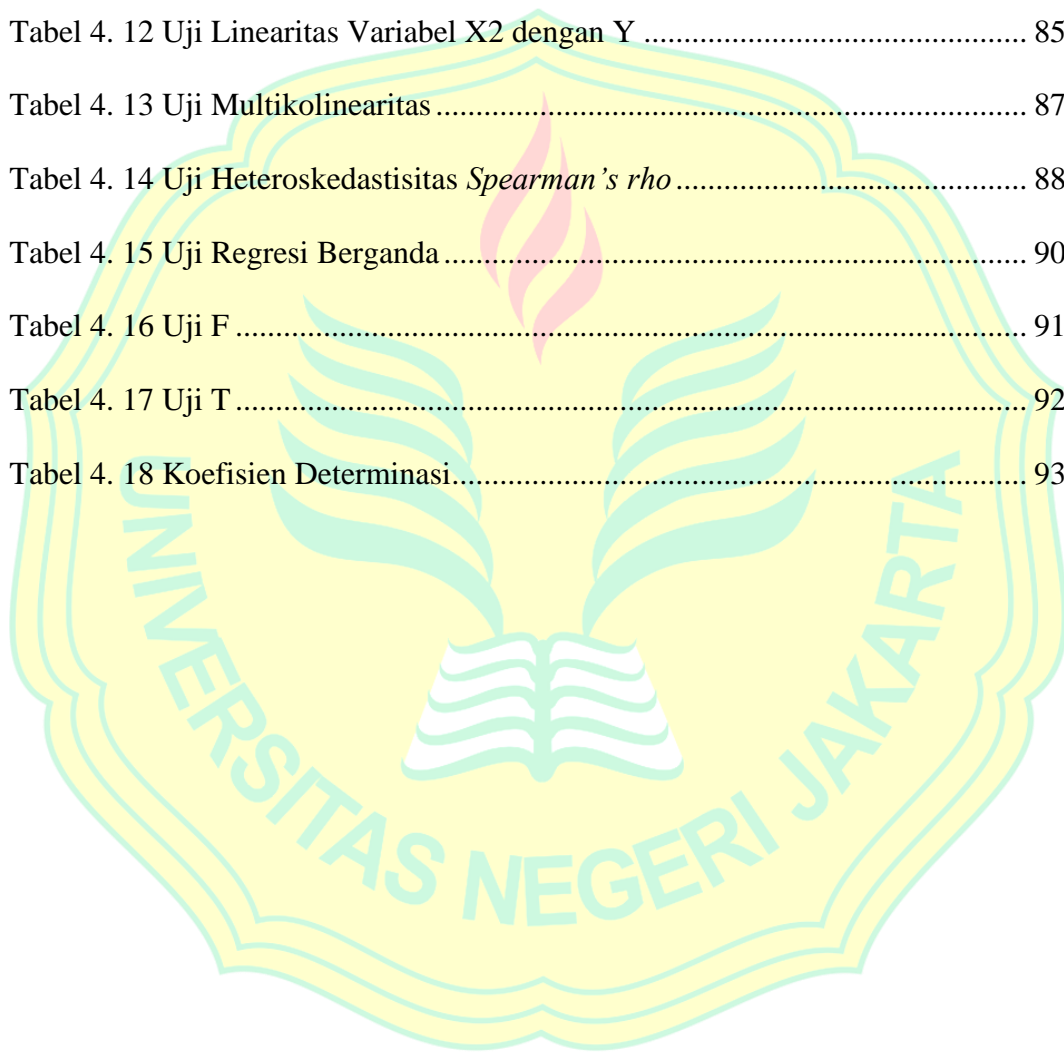 Tabel 4. 12 Uji Linearitas Variabel X2 dengan Y ........................................................ 85
Tabel 4. 13 Uji Multikolinearitas ........................................................ 87
Tabel 4. 14 Uji Heteroskedastisitas Spearman’s rho ........................................................ 88
Tabel 4. 15 Uji Regresi Berganda ........................................................ 90
Tabel 4. 16 Uji F ........................................................ 91
Tabel 4. 17 Uji T ........................................................ 92
Tabel 4. 18 Koefisien Determinasi ........................................................ 93
UNIVERSITAS NEGERI JAKARTA